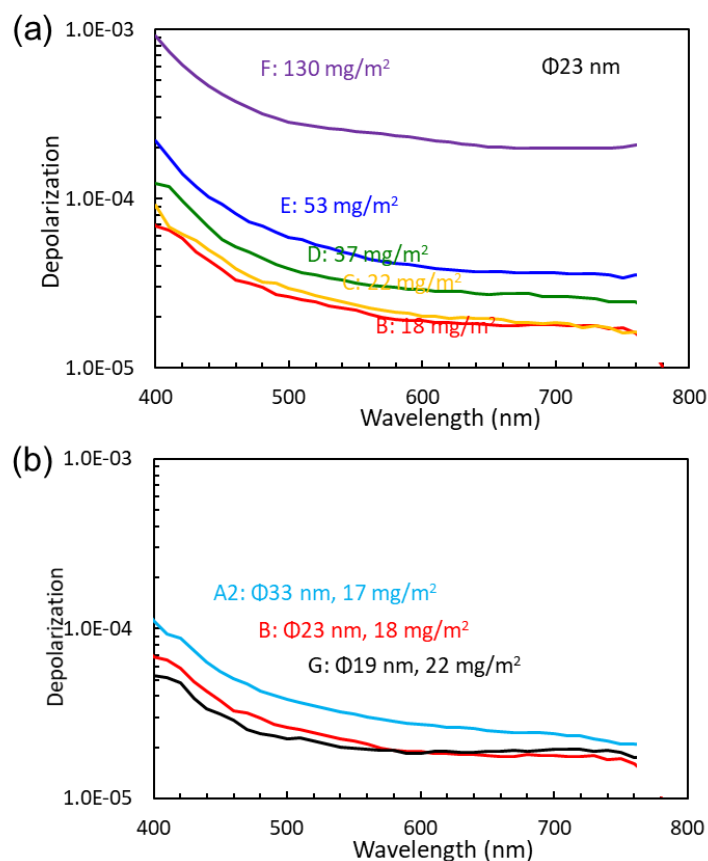 (a)
1.0E-03
F: 130 mg/m²
Φ23 nm
Depolarization
1.0E-04
E: 53 mg/m²
D: 37 mg/m²
C: 22 mg/m²
B: 18 mg/m²
1.0E-05
400 500 600 700 800
Wavelength (nm)
(b)
1.0E-03
Depolarization
A2: Φ33 nm, 17 mg/m²
1.0E-04
B: Φ23 nm, 18 mg/m²
G: Φ19 nm, 22 mg/m²
1.0E-05
400 500 600 700 800
Wavelength (nm)